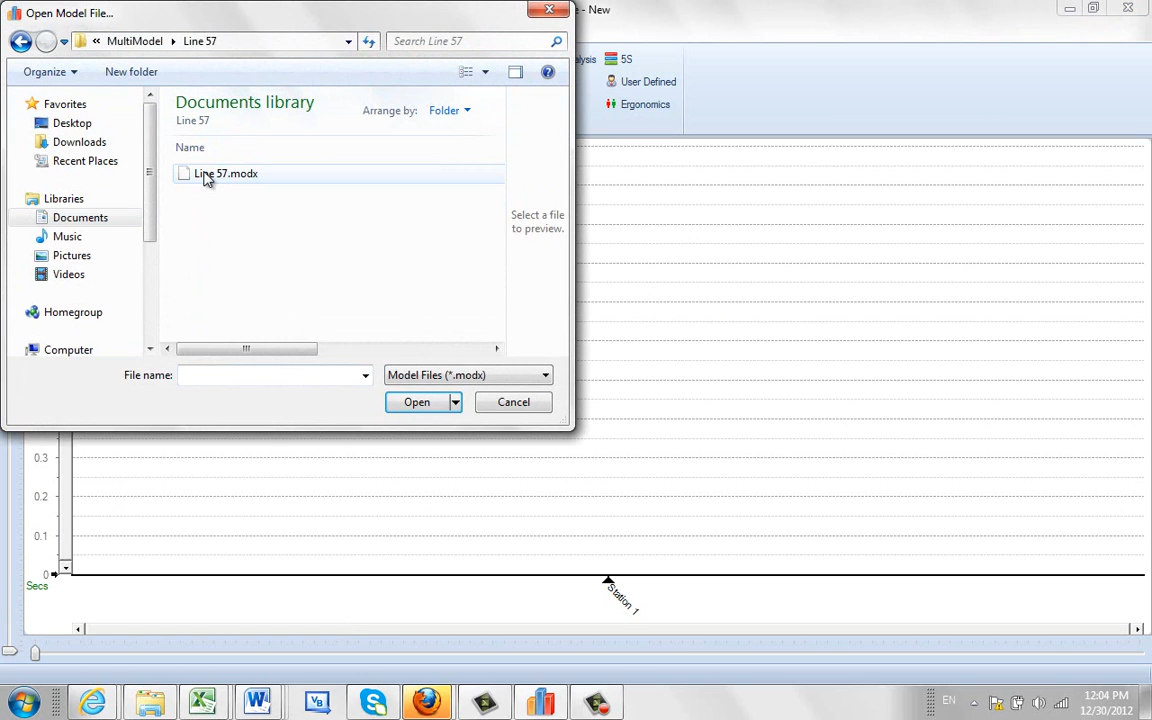 Open Model File...
e - New
« MultiModel ▸ Line 57
Search Line 57
Organize
New folder
alysis
5S
User Defined
Ergonomics
Favorites
Desktop
Downloads
Recent Places
Libraries
Documents
Music
Pictures
Videos
Homegroup
Computer
Documents library
Line 57
Arrange by: Folder
Name
Line 57.modx
Select a file
to preview.
File name:
Model Files (*.modx)
Open
Cancel
0.3
0.2
0.1
0
Secs
Station 1
EN
12:04 PM
12/30/2012